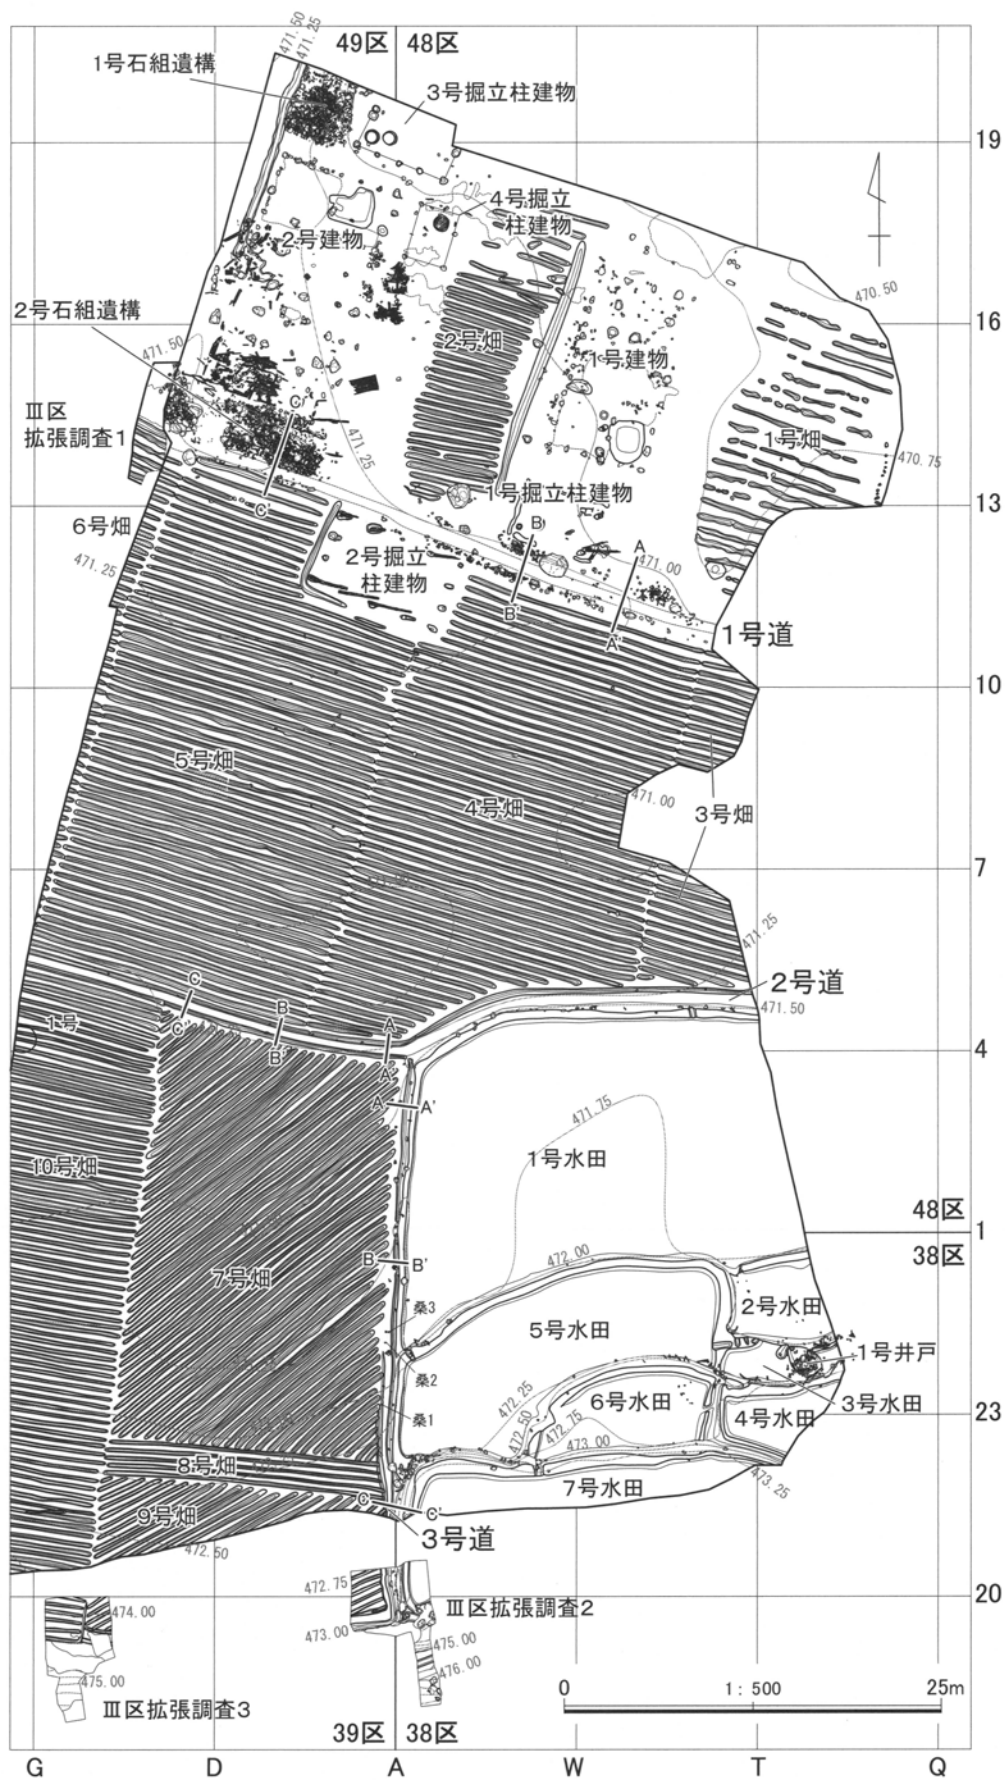 471.50
471.25
49区
48区
1号石組遺構
3号掘立柱建物
19
4号掘立
柱建物
2号建物
470.50
2号石組遺構
16
471.50
2号畑
1号建物
C
Ⅲ区
拡張調査1
471.25
1号畑
470.75
1号掘立柱建物
13
C'
6号畑
B
A
2号掘立
柱建物
471.00
471.25
B'
A'
1号道
10
5号畑
4号畑
471.00
3号畑
7
471.25
2号道
471.50
C
B
A
1号
C'
B'
A'
4
A
A'
471.75
1号水田
10号畑
48区
1
38区
472.00
B
B'
7号畑
2号水田
桑3
5号水田
1号井戸
桑2
472.25
3号水田
6号水田
桑1
472.50
472.75
4号水田
23
473.00
8号畑
7号水田
473.25
9号畑
C
C'
3号道
472.50
472.75
474.00
20
Ⅲ区拡張調査2
473.00
475.00
476.00
475.00
0
1:500
25m
Ⅲ区拡張調査3
39区
38区
G
D
A
W
T
Q